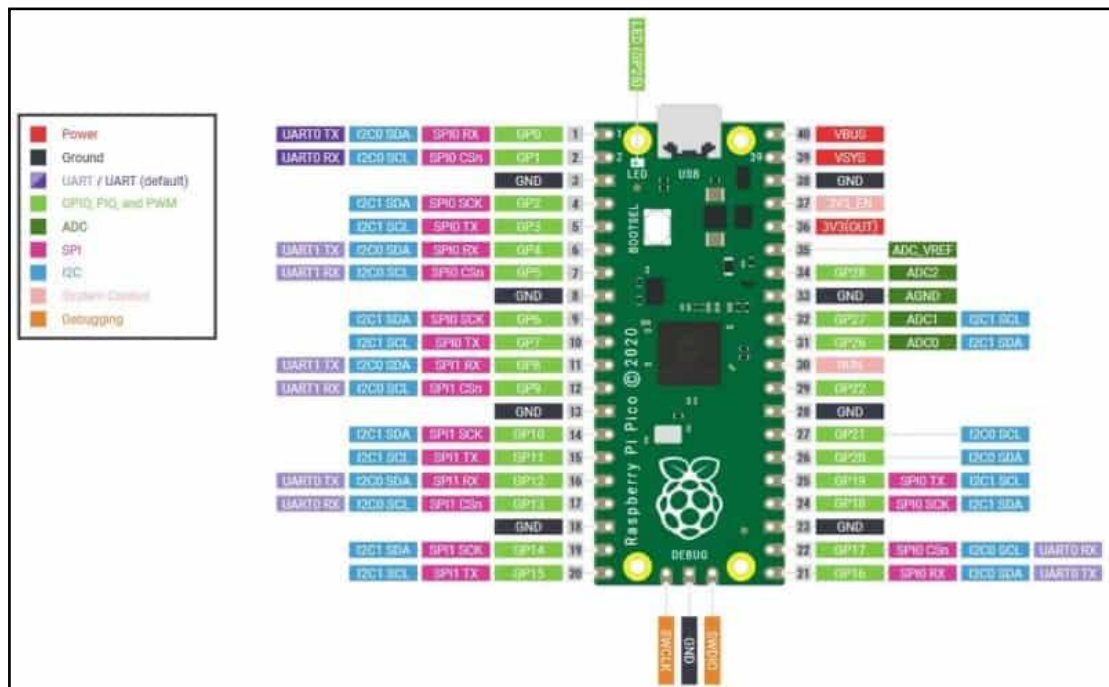 LED (GP25)
Power
Ground
UART / UART (default)
GPIO, PIO, and PWM
ADC
SPI
I2C
System Control
Debugging
UART0 TX I2C0 SDA SPI0 RX GP0 1
UART0 RX I2C0 SCL SPI0 CSn GP1 2
GND 3
I2C1 SDA SPI0 SCK GP2 4
I2C1 SCL SPI0 TX GP3 5
UART1 TX I2C0 SDA SPI0 RX GP4 6
UART1 RX I2C0 SCL SPI0 CSn GP5 7
GND 8
I2C1 SDA SPI0 SCK GP6 9
I2C1 SCL SPI0 TX GP7 10
UART1 TX I2C0 SDA SPI1 RX GP8 11
UART1 RX I2C0 SCL SPI1 CSn GP9 12
GND 13
I2C1 SDA SPI1 SCK GP10 14
I2C1 SCL SPI1 TX GP11 15
UART0 TX I2C0 SDA SPI1 RX GP12 16
UART0 RX I2C0 SCL SPI1 CSn GP13 17
GND 18
I2C1 SDA SPI1 SCK GP14 19
I2C1 SCL SPI1 TX GP15 20
1
2
39
LED
USB
BOOTSEL
Raspberry Pi Pico © 2020
DEBUG
40 VBUS
39 VSYS
38 GND
37 3V3_EN
36 3V3(OUT)
35 ADC_VREF
34 GP28 ADC2
33 GND AGND
32 GP27 ADC1 I2C1 SCL
31 GP26 ADC0 I2C1 SDA
30 RUN
29 GP22
28 GND
27 GP21 I2C0 SCL
26 GP20 I2C0 SDA
25 GP19 SPI0 TX I2C1 SCL
24 GP18 SPI0 SCK I2C1 SDA
23 GND
22 GP17 SPI0 CSn I2C0 SCL UART0 RX
21 GP16 SPI0 RX I2C0 SDA UART0 TX
SWCLK
GND
SWDIO